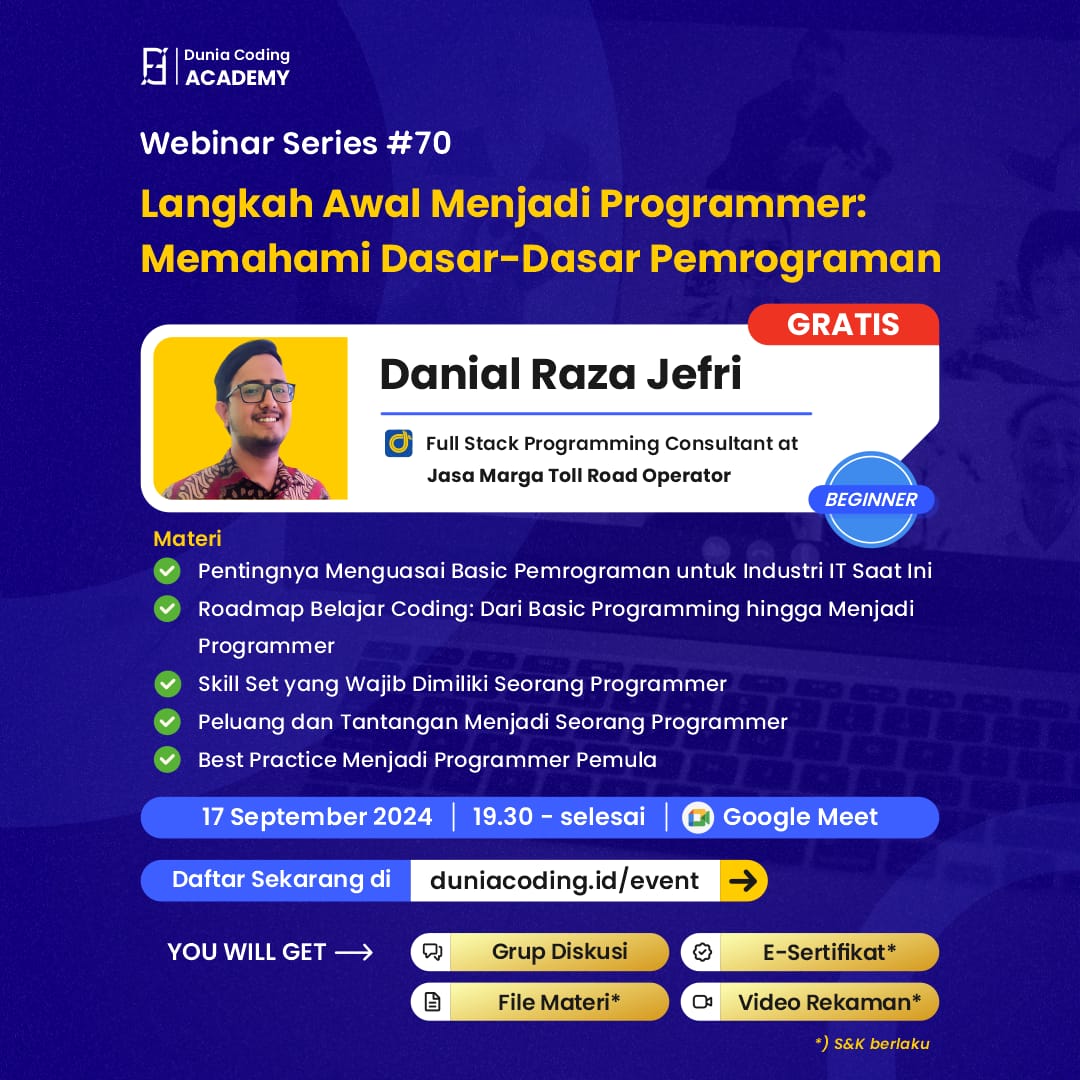 Dunia Coding
ACADEMY
Webinar Series #70
Langkah Awal Menjadi Programmer:
Memahami Dasar-Dasar Pemrograman
GRATIS
Danial Raza Jefri
Full Stack Programming Consultant at
Jasa Marga Toll Road Operator
BEGINNER
Materi
Pentingnya Menguasai Basic Pemrograman untuk Industri IT Saat Ini
Roadmap Belajar Coding: Dari Basic Programming hingga Menjadi
Programmer
Skill Set yang Wajib Dimiliki Seorang Programmer
Peluang dan Tantangan Menjadi Seorang Programmer
Best Practice Menjadi Programmer Pemula
17 September 2024 | 19.30 - selesai | Google Meet
Daftar Sekarang di duniacoding.id/event
YOU WILL GET
Grup Diskusi
E-Sertifikat*
File Materi*
Video Rekaman*
*) S&K berlaku